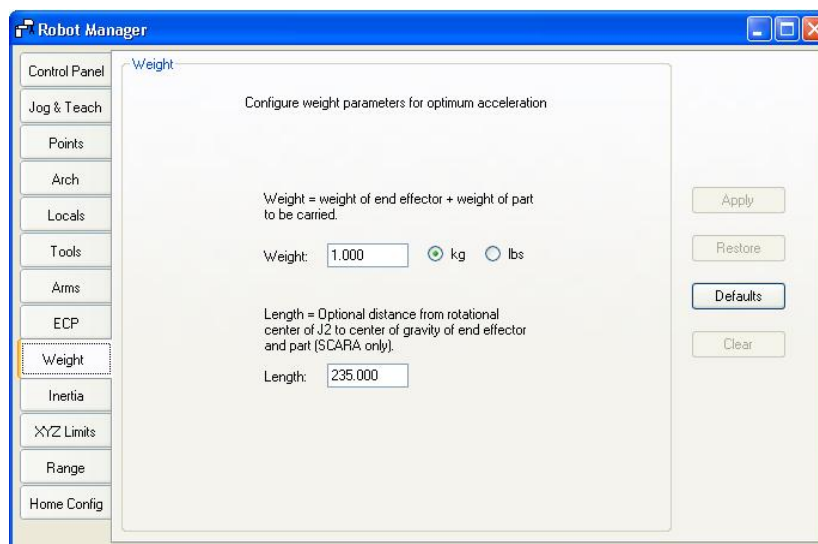 Robot Manager
Control Panel
Jog & Teach
Points
Arch
Locals
Tools
Arms
ECP
Weight
Inertia
XYZ Limits
Range
Home Config
Weight
Configure weight parameters for optimum acceleration
Weight = weight of end effector + weight of part
to be carried.
Weight: 1.000 kg lbs
Length = Optional distance from rotational
center of J2 to center of gravity of end effector
and part (SCARA only).
Length: 235.000
Apply
Restore
Defaults
Clear